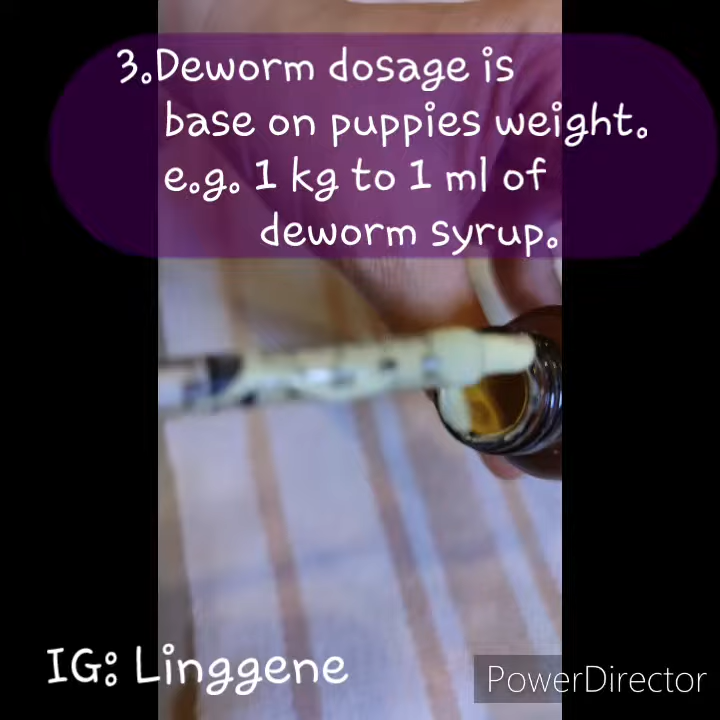 3.Deworm dosage is
base on puppies weight.
e.g. 1 kg to 1 ml of
deworm syrup.
IG: Linggene
PowerDirector